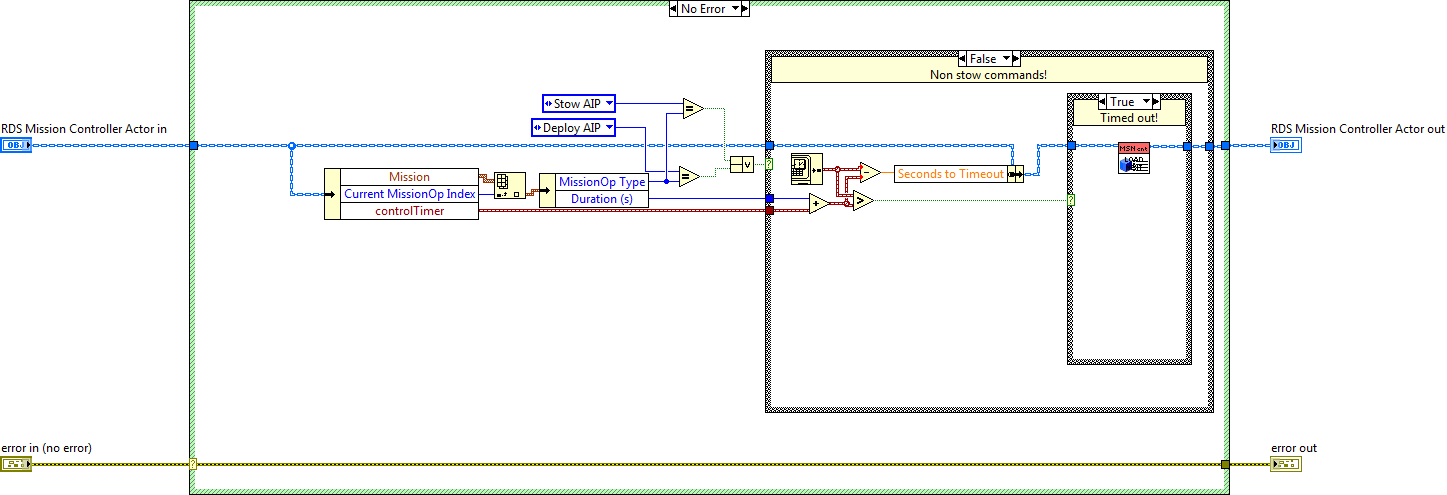 No Error
False
Non stow commands!
Stow AIP
True
Timed out!
Deploy AIP
RDS Mission Controller Actor in
RDS Mission Controller Actor out
OBJ
OBJ
MSN cnt
LOAD
Mission
Current MissionOp Index
controlTimer
MissionOp Type
Duration (s)
Seconds to Timeout
error in (no error)
error out